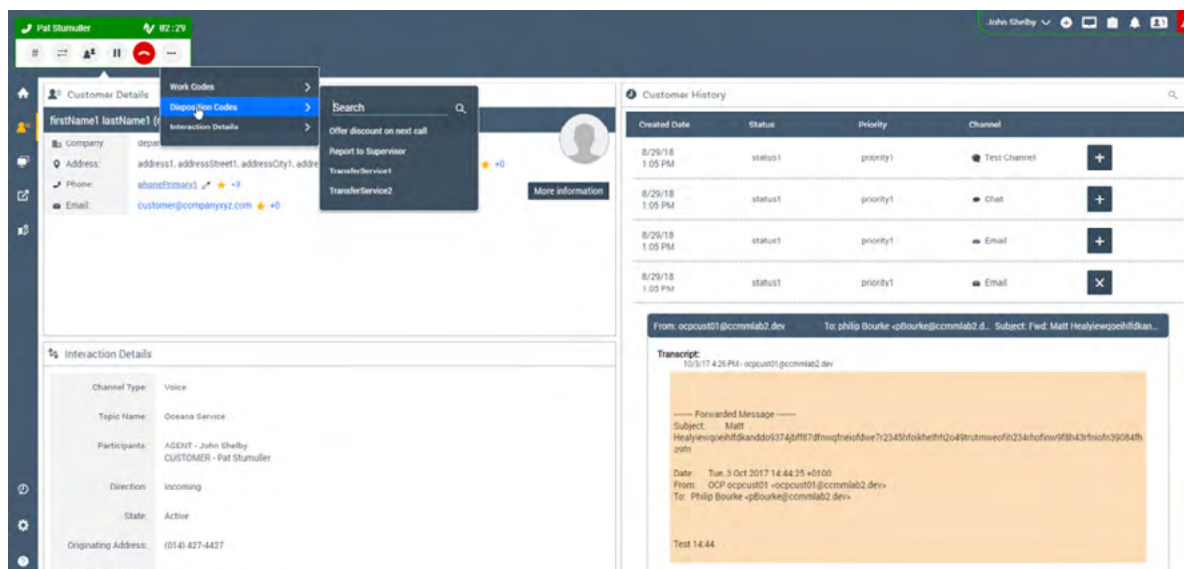 Pat Stumuller 02:29
John Shelby
#
Customer Details
Work Codes
Disposition Codes
Interaction Details
Search
Offer discount on next call
Report to Supervisor
TransferService1
TransferService2
firstName1 lastName1
Company:
Address: address1, addressStreet1, addressCity1, addre +0
Phone: phonePrimary1 +3
Email: customer@companyxyz.com +0
More information
Interaction Details
Channel Type: Voice
Topic Name: Oceana Service
Participants: AGENT - John Shelby
CUSTOMER - Pat Stumuller
Direction: Incoming
State: Active
Originating Address: (014) 427-4427
Customer History
Created Date Status Priority Channel
8/29/18
1:05 PM status1 priority1 Test Channel
8/29/18
1:05 PM status1 priority1 Chat
8/29/18
1:05 PM status1 priority1 Email
8/29/18
1:05 PM status1 priority1 Email
From: ocpcust01@ccmmlab2.dev To: philip Bourke <pBourke@ccmmlab2.d... Subject: Fwd: Matt
Transcript:
10/3/17 4:26 PM - ocpcust01@ccmmlab2.dev
------ Forwarded Message ------
Subject: Matt
Date: Tue, 3 Oct 2017 14:44:25 +0100
From: OCP ocpcust01 <ocpcust01@ccmmlab2.dev>
To: Philip Bourke <pBourke@ccmmlab2.dev>
Test 14:44